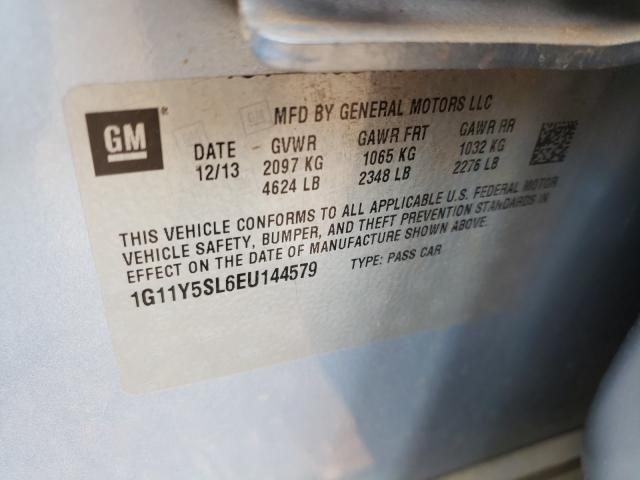 GM
MFD BY GENERAL MOTORS LLC
DATE GVWR GAWR FRT GAWR RR
12/13 2097 KG 1065 KG 1032 KG
4624 LB 2348 LB 2276 LB
THIS VEHICLE CONFORMS TO ALL APPLICABLE U.S. FEDERAL MOTOR
VEHICLE SAFETY, BUMPER, AND THEFT PREVENTION STANDARDS IN
EFFECT ON THE DATE OF MANUFACTURE SHOWN ABOVE.
1G11Y5SL6EU144579 TYPE: PASS CAR